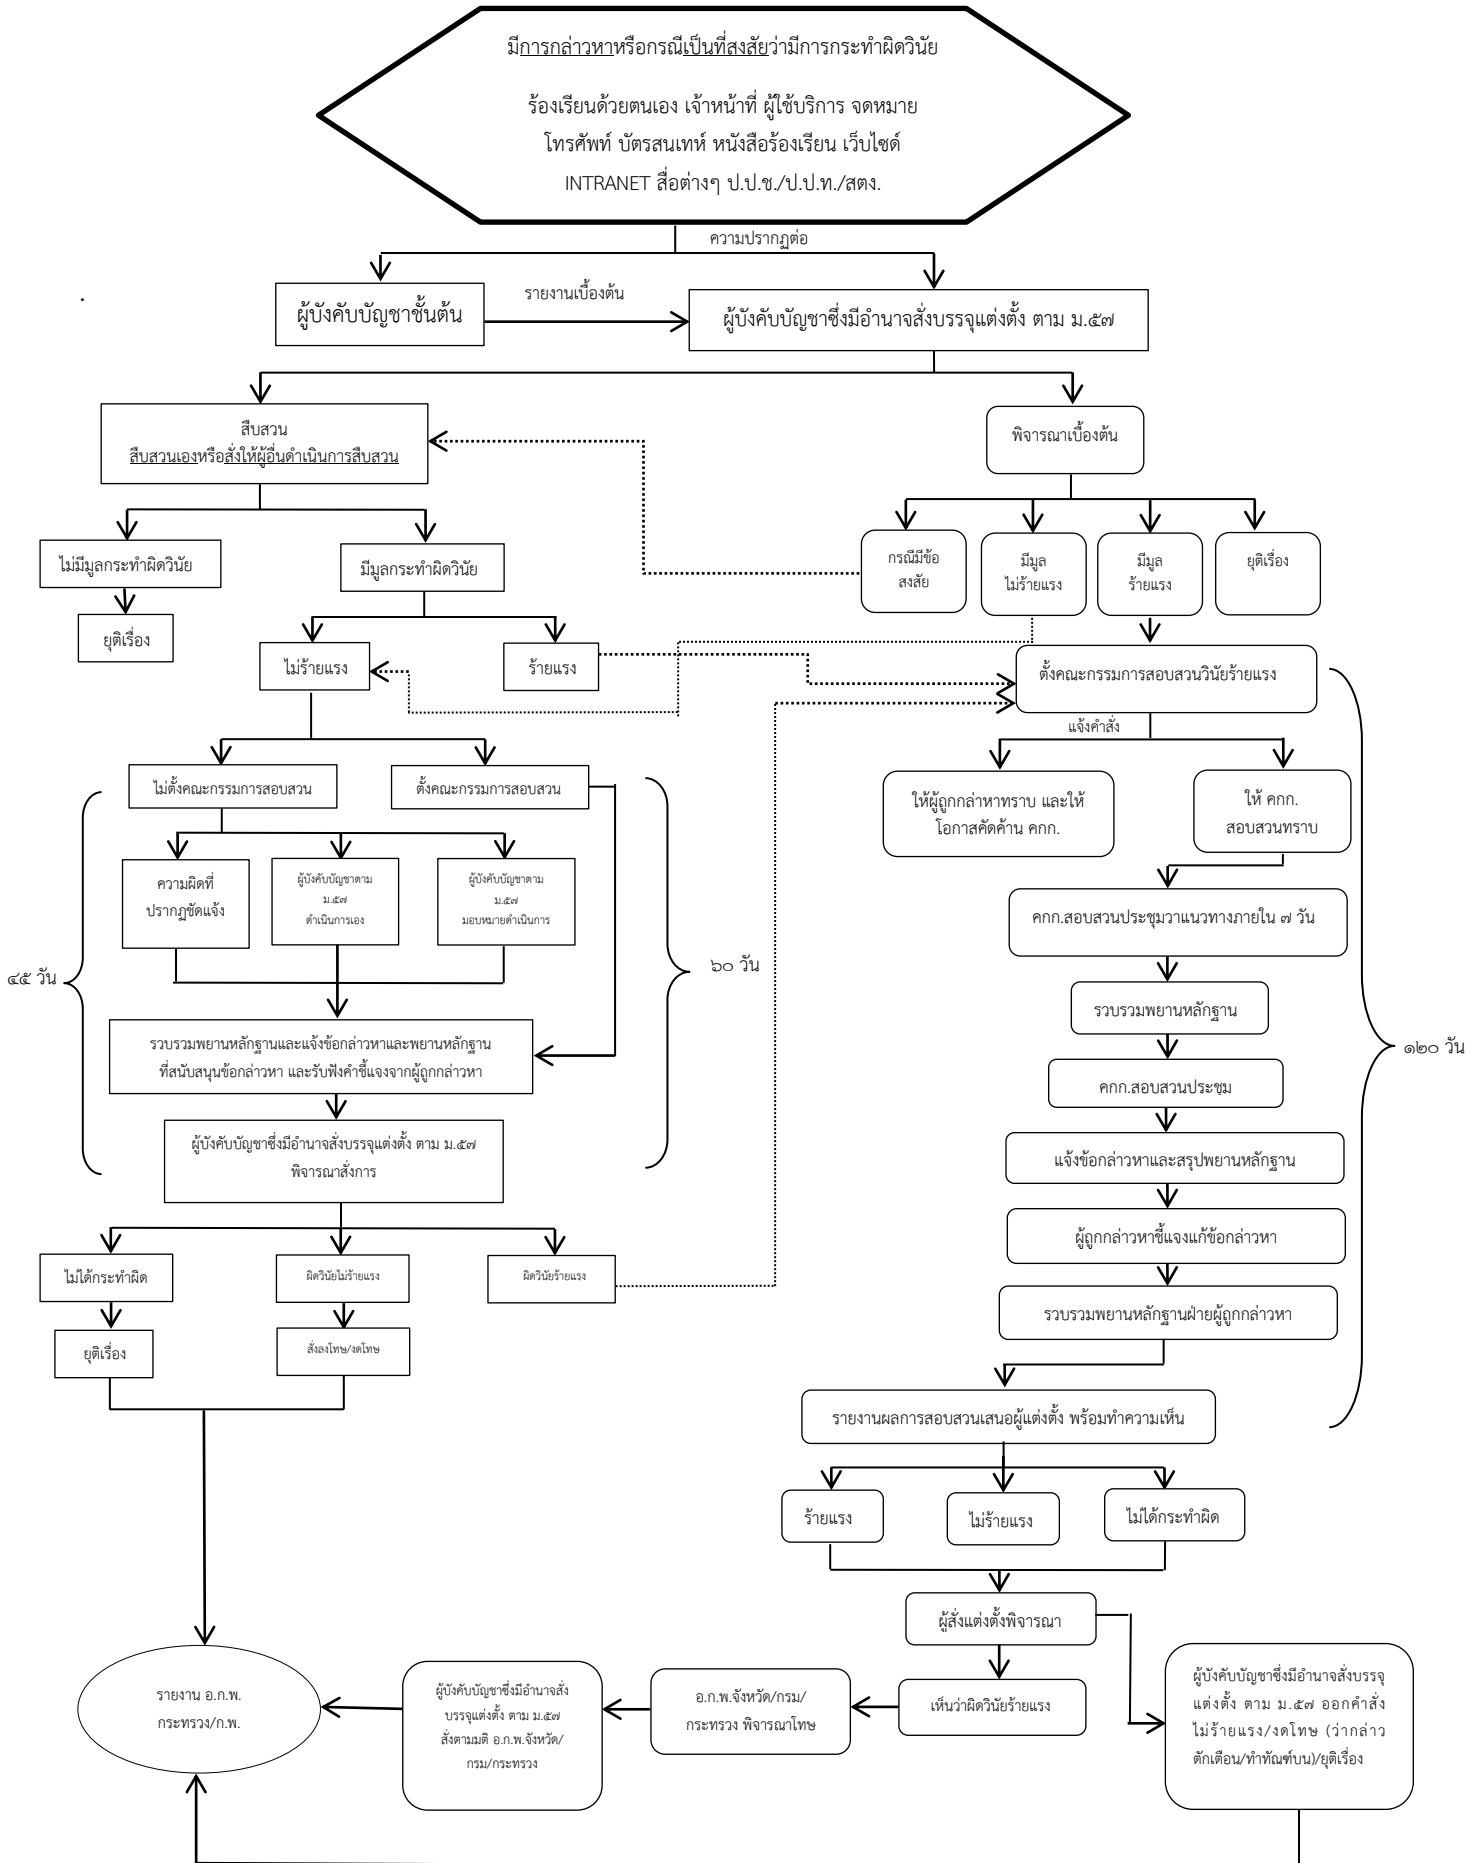 มีการกล่าวหาหรือกรณีเป็นที่สงสัยว่ามีการกระทำผิดวินัย
ร้องเรียนด้วยตนเอง เจ้าหน้าที่ ผู้ใช้บริการ จดหมาย
โทรศัพท์ บัตรสนเทห์ หนังสือร้องเรียน เว็บไซด์
INTRANET สื่อต่างๆ ป.ป.ช./ป.ป.ท./สตง.
ความปรากฏต่อ
ผู้บังคับบัญชาชั้นต้น
รายงานเบื้องต้น
ผู้บังคับบัญชาซึ่งมีอำนาจสั่งบรรจุแต่งตั้ง ตาม ม.๕๗
สืบสวน
สืบสวนเองหรือสั่งให้ผู้อื่นดำเนินการสืบสวน
พิจารณาเบื้องต้น
ไม่มีมูลกระทำผิดวินัย
มีมูลกระทำผิดวินัย
กรณีมีข้อ
สงสัย
มีมูล
ไม่ร้ายแรง
มีมูล
ร้ายแรง
ยุติเรื่อง
ยุติเรื่อง
ไม่ร้ายแรง
ร้ายแรง
ตั้งคณะกรรมการสอบสวนวินัยร้ายแรง
แจ้งคำสั่ง
ไม่ตั้งคณะกรรมการสอบสวน
ตั้งคณะกรรมการสอบสวน
ให้ผู้ถูกกล่าหาทราบ และให้
โอกาสคัดค้าน คกก.
ให้ คกก.
สอบสวนทราบ
ความผิดที่
ปรากฏชัดแจ้ง
ผู้บังคับบัญชาตาม
ม.๕๗
ดำเนินการเอง
ผู้บังคับบัญชาตาม
ม.๕๗
มอบหมายดำเนินการ
คกก.สอบสวนประชุมวาแนวทางภายใน ๗ วัน
๔๕ วัน
๖๐ วัน
รวบรวมพยานหลักฐาน
รวบรวมพยานหลักฐานและแจ้งข้อกล่าวหาและพยานหลักฐาน
ที่สนับสนุนข้อกล่าวหา และรับฟังคำชี้แจงจากผู้ถูกกล่าวหา
๑๒๐ วัน
คกก.สอบสวนประชุม
ผู้บังคับบัญชาซึ่งมีอำนาจสั่งบรรจุแต่งตั้ง ตาม ม.๕๗
พิจารณาสั่งการ
แจ้งข้อกล่าวหาและสรุปพยานหลักฐาน
ผู้ถูกกล่าวหาชี้แจงแก้ข้อกล่าวหา
ไม่ได้กระทำผิด
ผิดวินัยไม่ร้ายแรง
ผิดวินัยร้ายแรง
รวบรวมพยานหลักฐานฝ่ายผู้ถูกกล่าวหา
ยุติเรื่อง
สั่งลงโทษ/งดโทษ
รายงานผลการสอบสวนเสนอผู้แต่งตั้ง พร้อมทำความเห็น
ร้ายแรง
ไม่ร้ายแรง
ไม่ได้กระทำผิด
ผู้สั่งแต่งตั้งพิจารณา
รายงาน อ.ก.พ.
กระทรวง/ก.พ.
ผู้บังคับบัญชาซึ่งมีอำนาจสั่ง
บรรจุแต่งตั้ง ตาม ม.๕๗
สั่งตามมติ อ.ก.พ.จังหวัด/
กรม/กระทรวง
อ.ก.พ.จังหวัด/กรม/
กระทรวง พิจารณาโทษ
เห็นว่าผิดวินัยร้ายแรง
ผู้บังคับบัญชาซึ่งมีอำนาจสั่งบรรจุ
แต่งตั้ง ตาม ม.๕๗ ออกคำสั่ง
ไม่ร้ายแรง/งดโทษ (ว่ากล่าว
ตักเตือน/ทำทัณฑ์บน)/ยุติเรื่อง